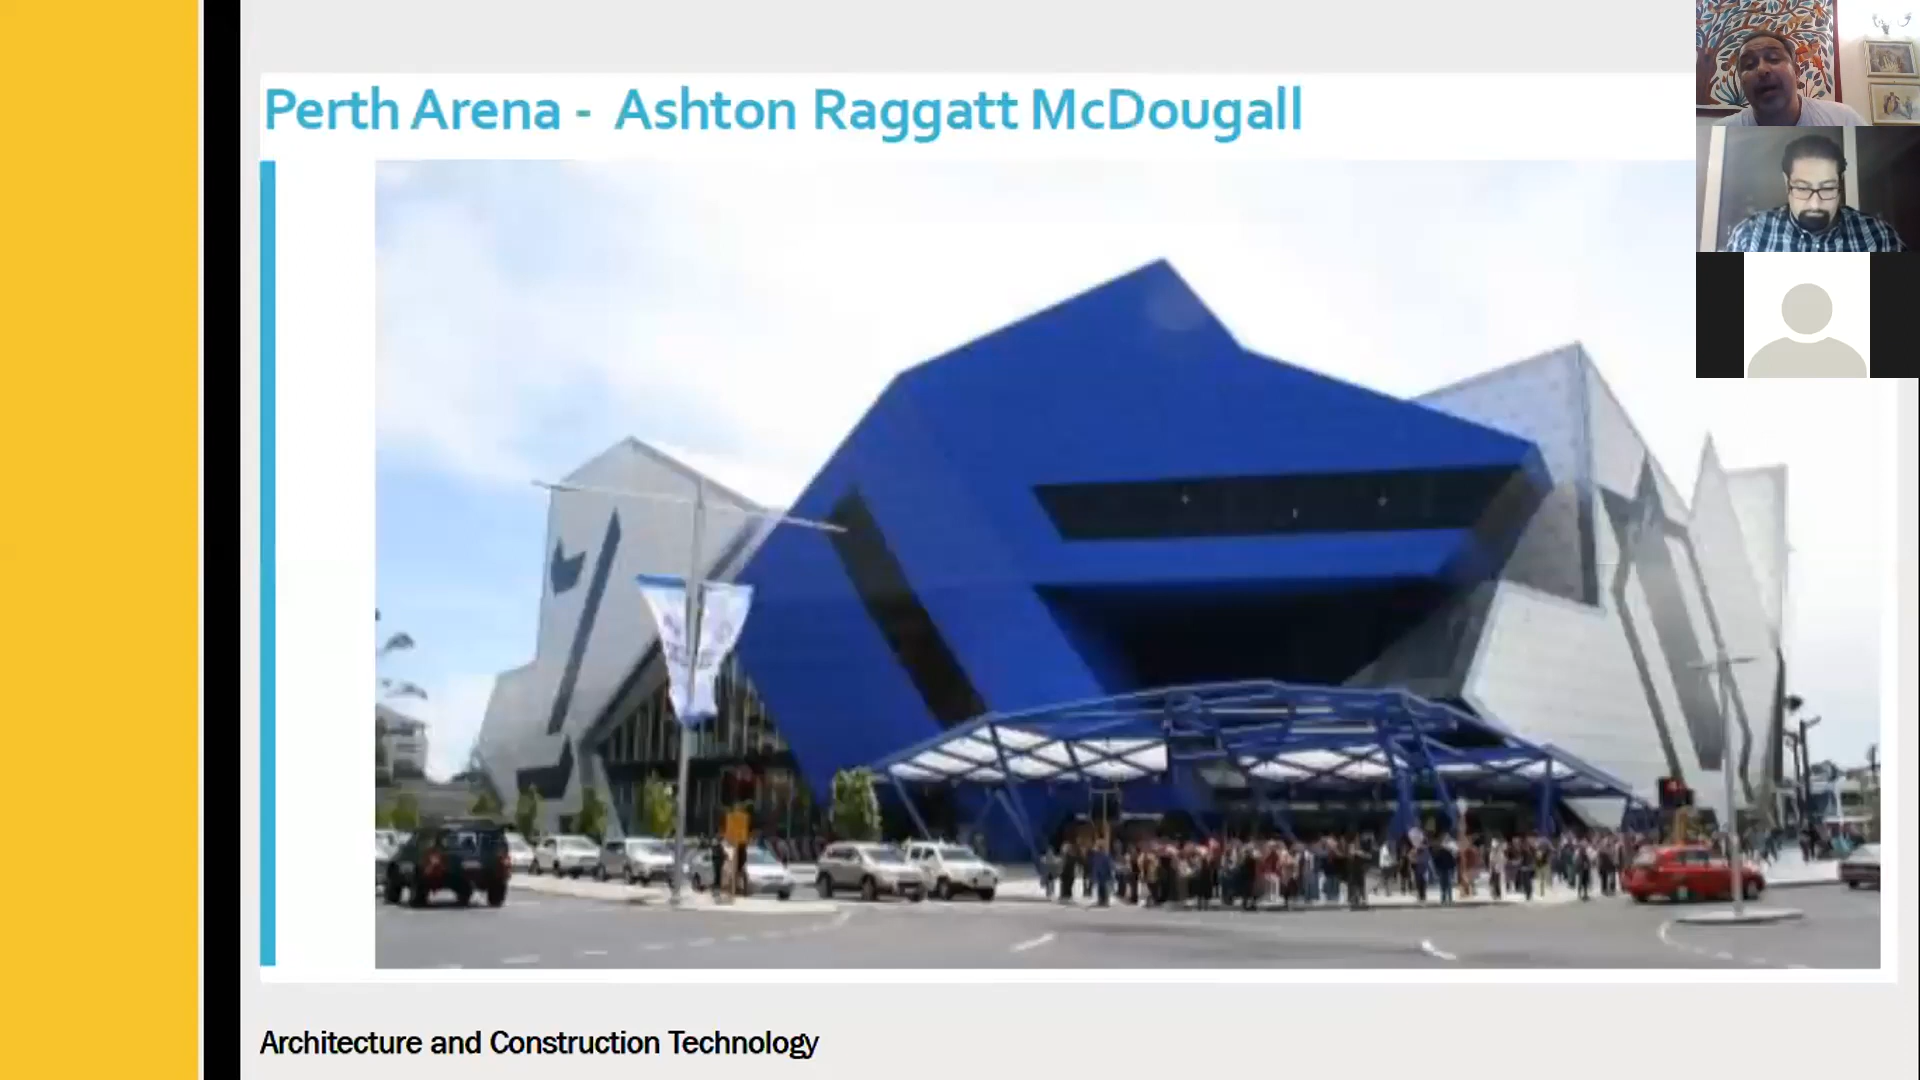 Perth Arena - Ashton Raggatt McDougall
Architecture and Construction Technology